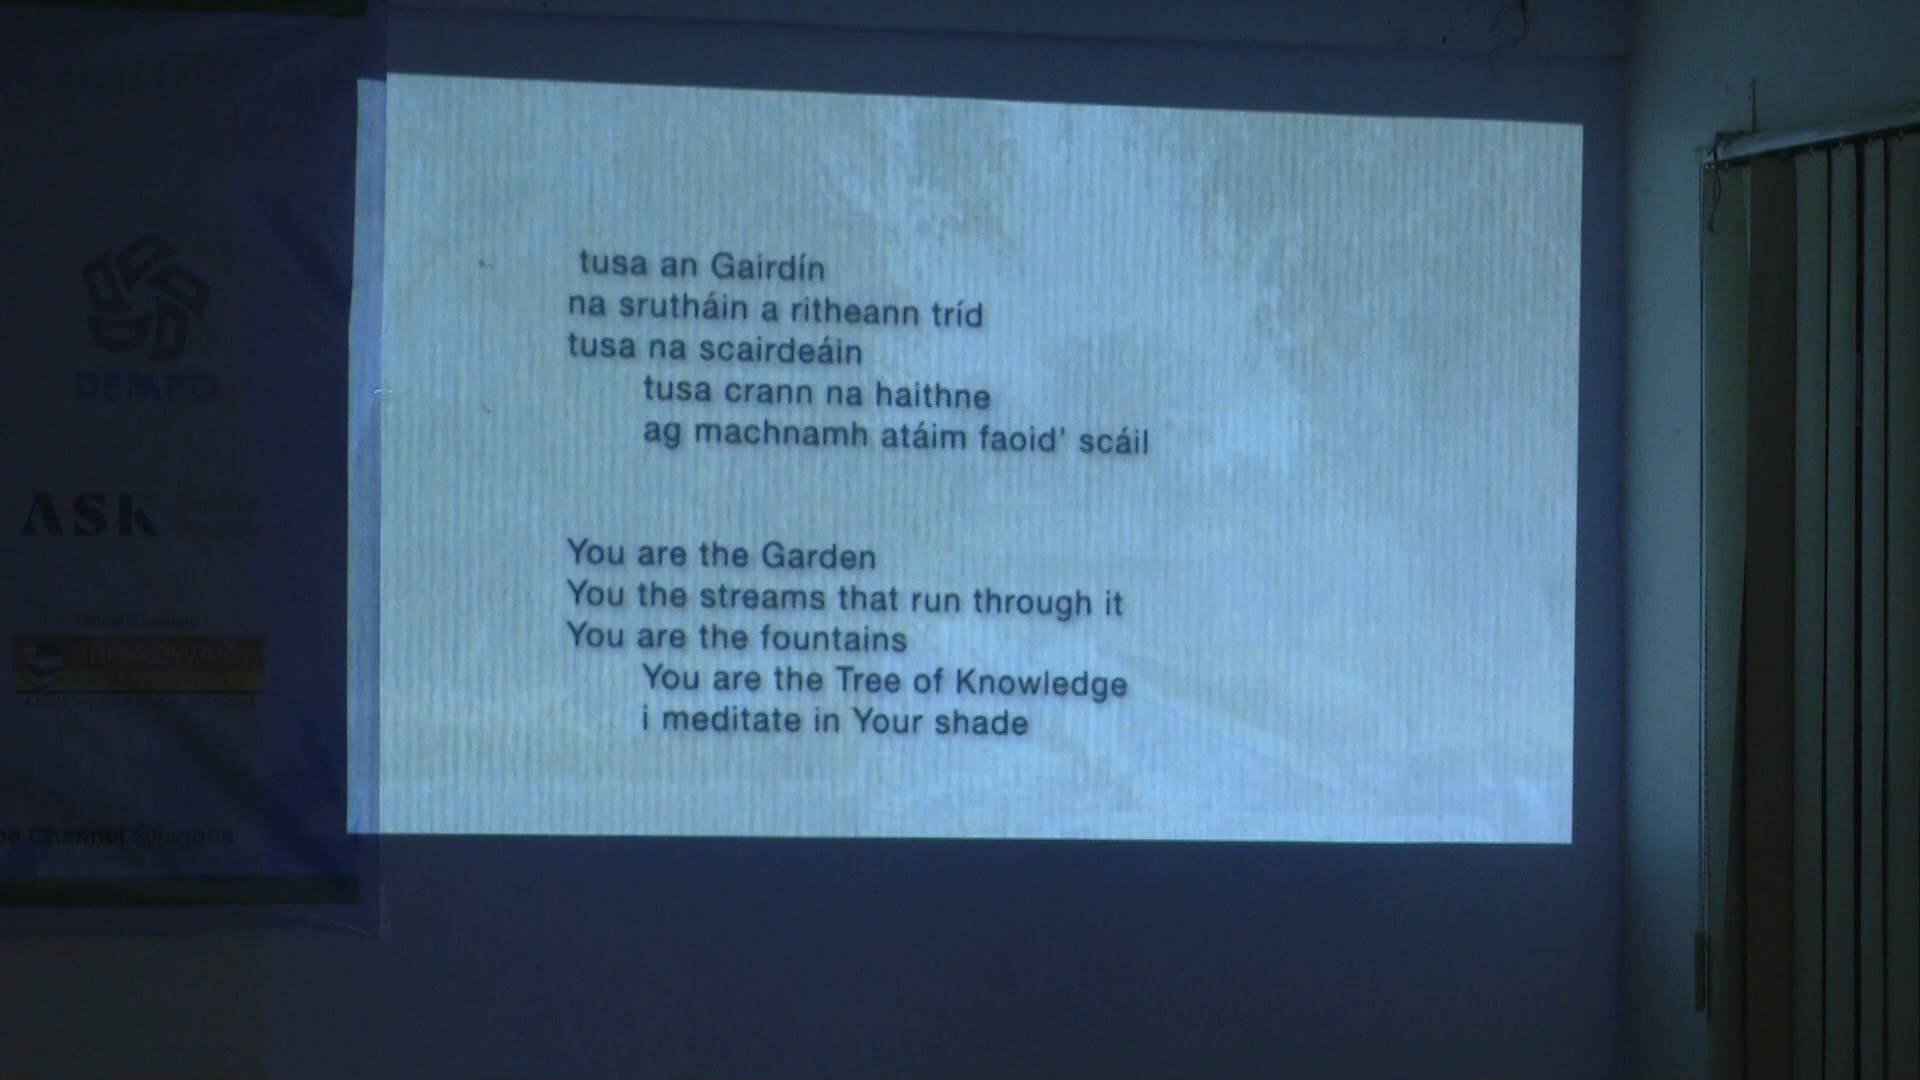 tusa an Gairdín
na srutháin a ritheann tríd
tusa na scairdeáin
tusa crann na haithne
ag machnamh atáim faoid' scáil
You are the Garden
You the streams that run through it
You are the fountains
You are the Tree of Knowledge
i meditate in Your shade
DEMPO
ASK
BROADWAY
Channel @